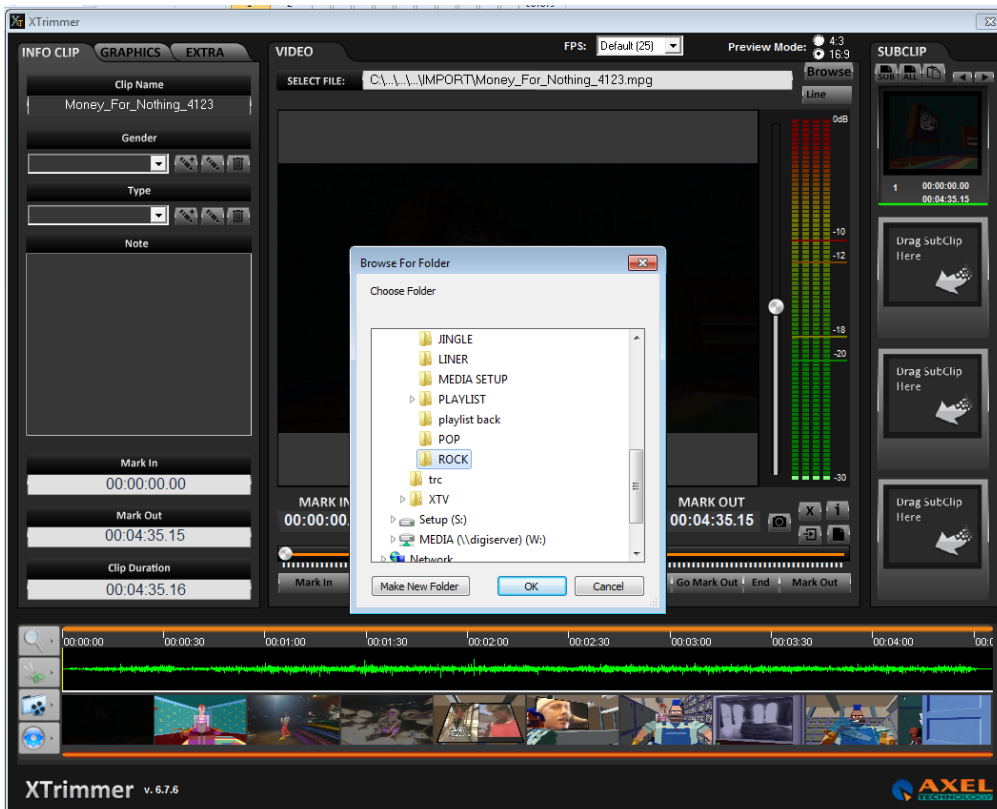 colors
XTrimmer
INFO CLIP
GRAPHICS
EXTRA
Clip Name
Money_For_Nothing_4123
Gender
Type
Note
Mark In
00:00:00.00
Mark Out
00:04:35.15
Clip Duration
00:04:35.16
VIDEO
FPS: Default (25)
Preview Mode: 4:3
16:9
SELECT FILE: C:\...\...\...\IMPORT\Money_For_Nothing_4123.mpg
Browse
Line
0dB
-10
-12
-18
-20
-30
Browse For Folder
Choose Folder
JINGLE
LINER
MEDIA SETUP
PLAYLIST
playlist back
POP
ROCK
trc
XTV
Setup (S:)
MEDIA (\\digiserver) (W:)
Network
Make New Folder
OK
Cancel
MARK IN
00:00:00.
MARK OUT
00:04:35.15
X
i
Mark In
Go Mark Out
End
Mark Out
SUBCLIP
SUB
ALL
1 00:00:00.00
00:04:35.15
Drag SubClip
Here
Drag SubClip
Here
Drag SubClip
Here
00:00:00 00:00:30 00:01:00 00:01:30 00:02:00 00:02:30 00:03:00 00:03:30 00:04:00
XTrimmer v. 6.7.6
AXEL
TECHNOLOGY